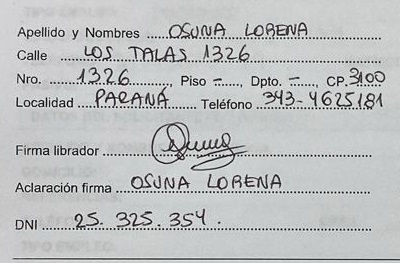 Apellido y Nombres OSUNA LORENA
Calle LOS TALAS 1326
Nro. 1326, Piso –, Dpto. –, CP. 3100
Localidad PARANÁ Teléfono 343-4625181
Firma librador
Aclaración firma OSUNA LORENA
DNI 25.325.354.